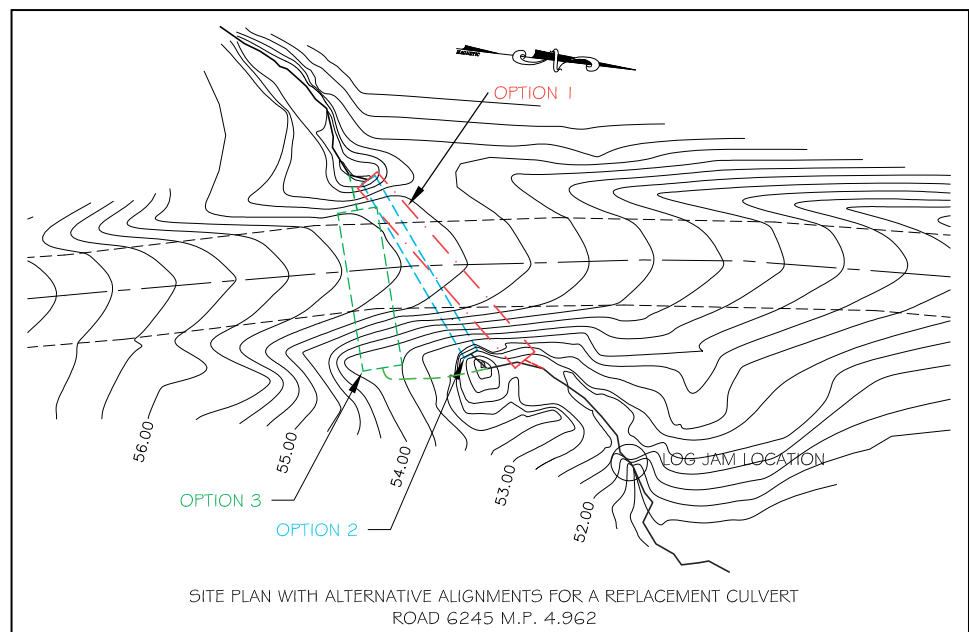 MAGNETIC
OPTION 1
56.00
55.00
54.00
53.00
52.00
LOG JAM LOCATION
OPTION 3
OPTION 2
SITE PLAN WITH ALTERNATIVE ALIGNMENTS FOR A REPLACEMENT CULVERT
ROAD 6245 M.P. 4.962